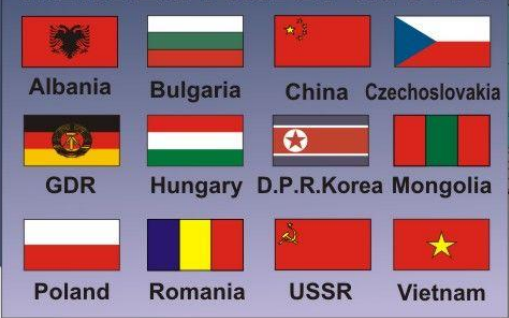 Albania Bulgaria China Czechoslovakia
GDR Hungary D.P.R.Korea Mongolia
Poland Romania USSR Vietnam